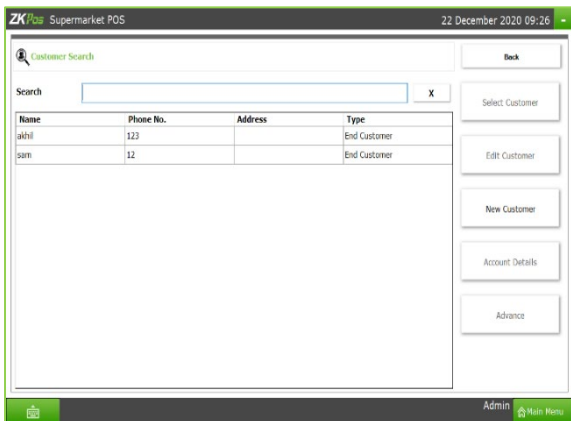 ZKPos Supermarket POS 22 December 2020 09:26 -
Customer Search
Back
Search X
Select Customer
Name Phone No. Address Type
akhil 123 End Customer
sam 12 End Customer
Edit Customer
New Customer
Account Details
Advance
Admin Main Menu